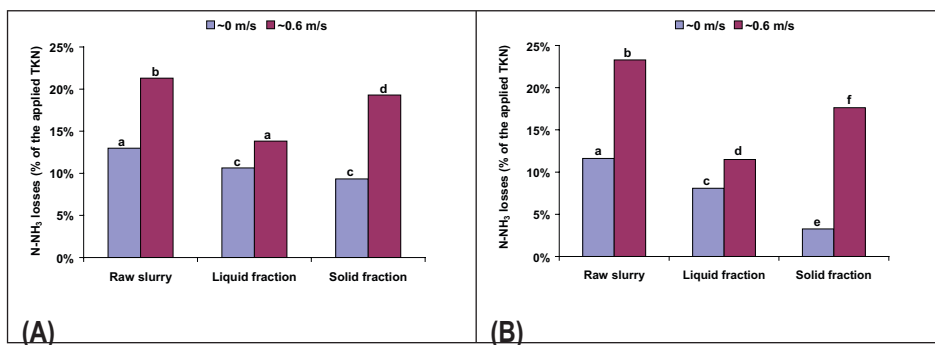 ~0 m/s ~0.6 m/s
N-NH₃ losses (% of the applied TKN)
25%
20%
15%
10%
5%
0%
a
b
c
a
c
d
Raw slurry Liquid fraction Solid fraction
(A)
~0 m/s ~0.6 m/s
N-NH₃ losses (% of the applied TKN)
25%
20%
15%
10%
5%
0%
a
b
c
d
e
f
Raw slurry Liquid fraction Solid fraction
(B)